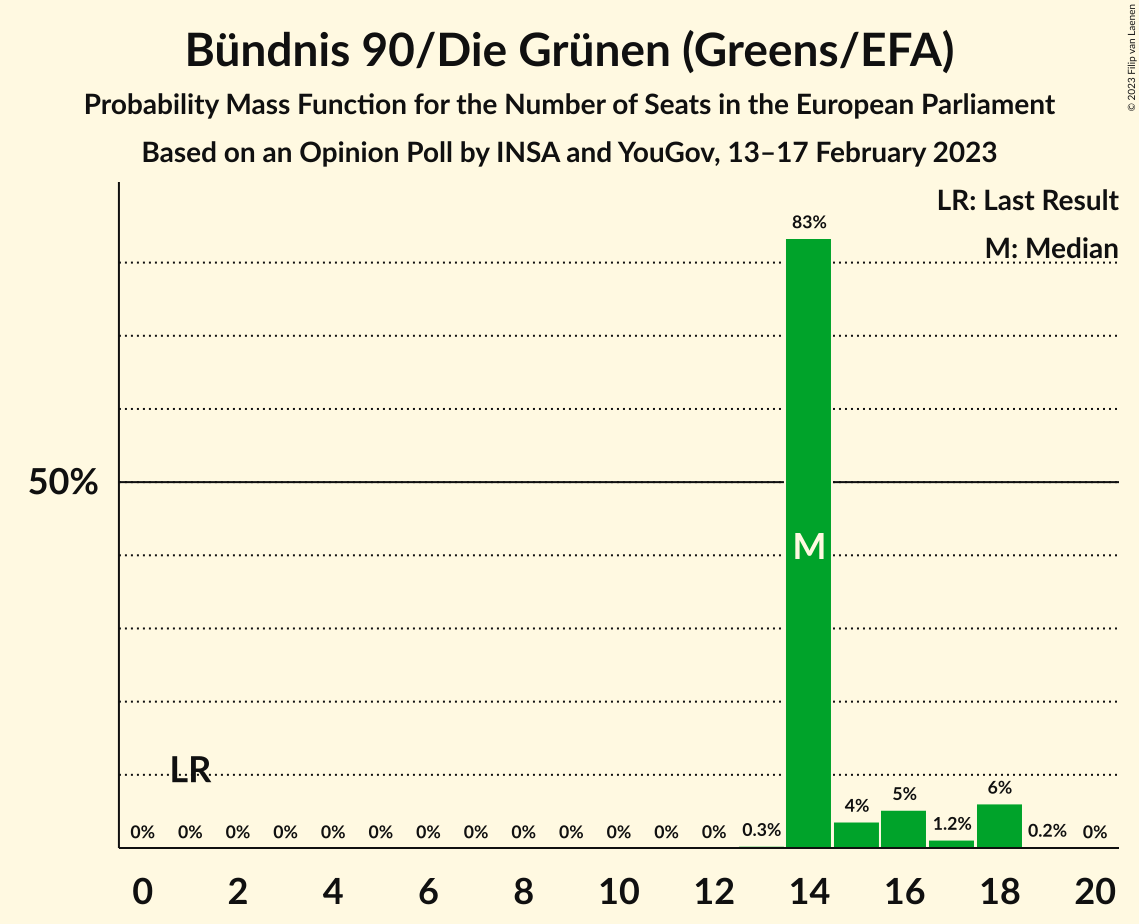 Bündnis 90/Die Grünen (Greens/EFA)
Probability Mass Function for the Number of Seats in the European Parliament
Based on an Opinion Poll by INSA and YouGov, 13–17 February 2023
© 2023 Filip van Laenen
LR: Last Result
M: Median
83%
50%
M
LR
0% 0% 0% 0% 0% 0% 0% 0% 0% 0% 0% 0% 0% 0.3% 4% 5% 1.2% 6% 0.2% 0%
0 2 4 6 8 10 12 14 16 18 20